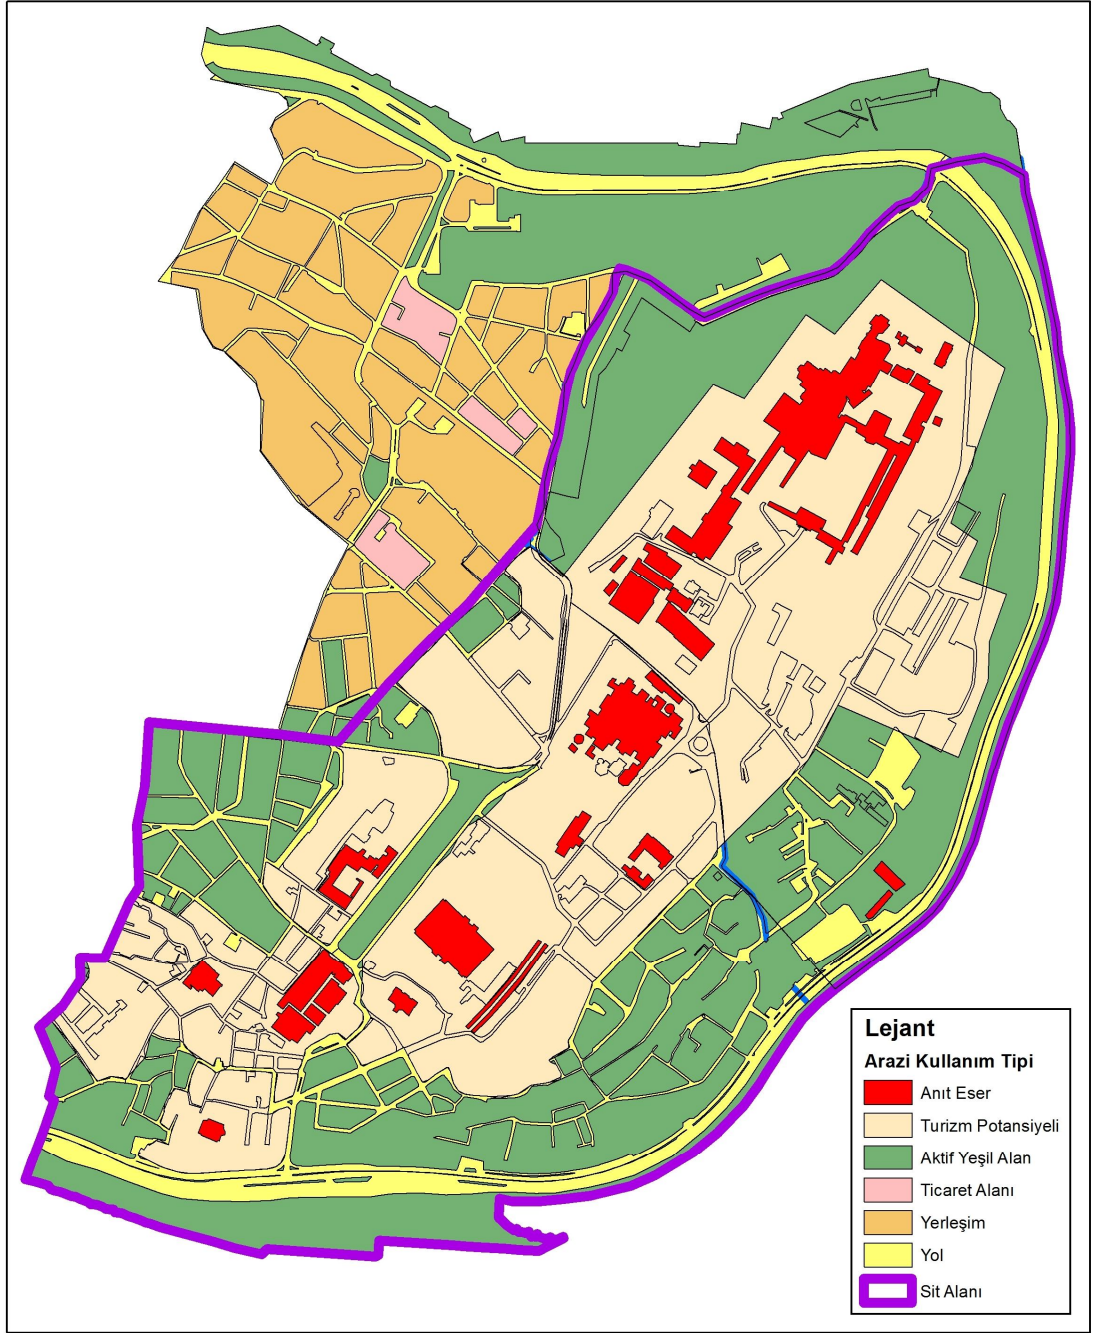 Lejant
Arazi Kullanım Tipi
Anıt Eser
Turizm Potansiyeli
Aktif Yeşil Alan
Ticaret Alanı
Yerleşim
Yol
Sit Alanı